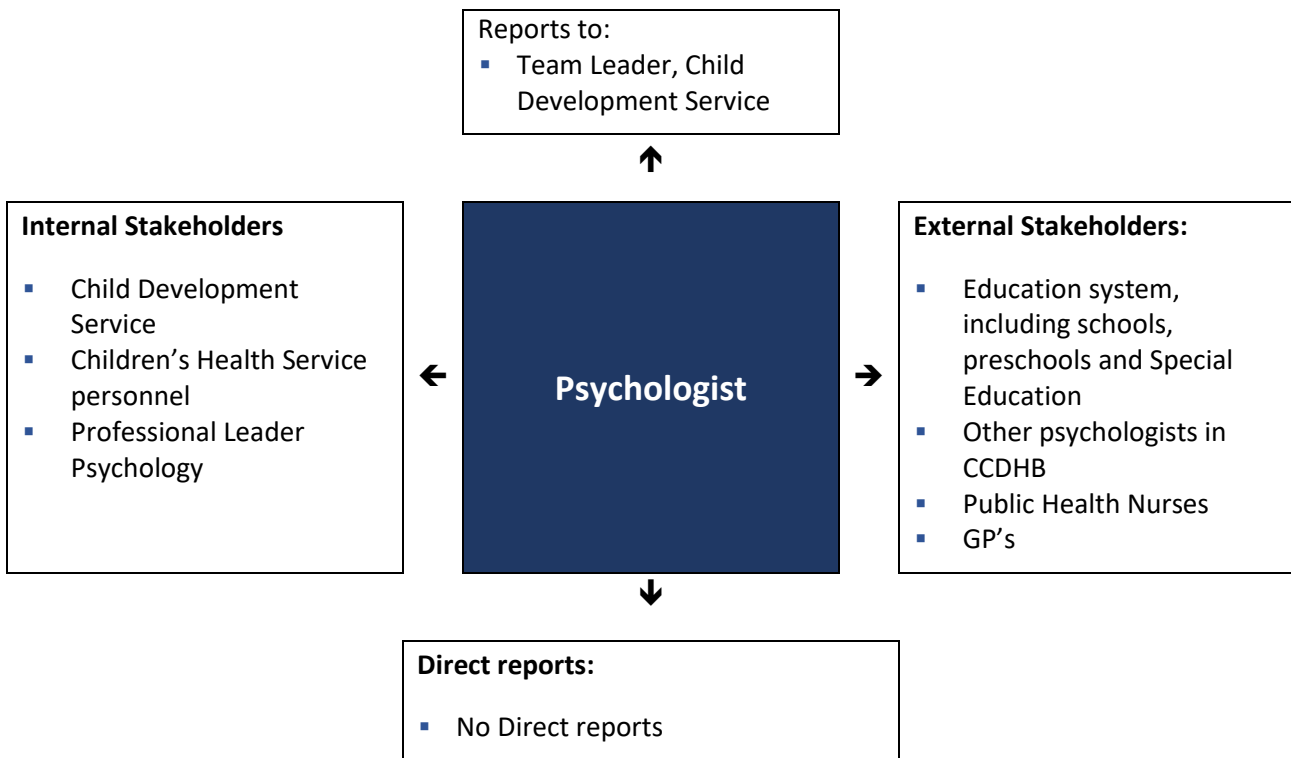 Reports to:
▪ Team Leader, Child
Development Service
Internal Stakeholders
▪ Child Development
Service
▪ Children’s Health Service
personnel
▪ Professional Leader
Psychology
Psychologist
External Stakeholders:
▪ Education system,
including schools,
preschools and Special
Education
▪ Other psychologists in
CCDHB
▪ Public Health Nurses
▪ GP’s
Direct reports:
▪ No Direct reports